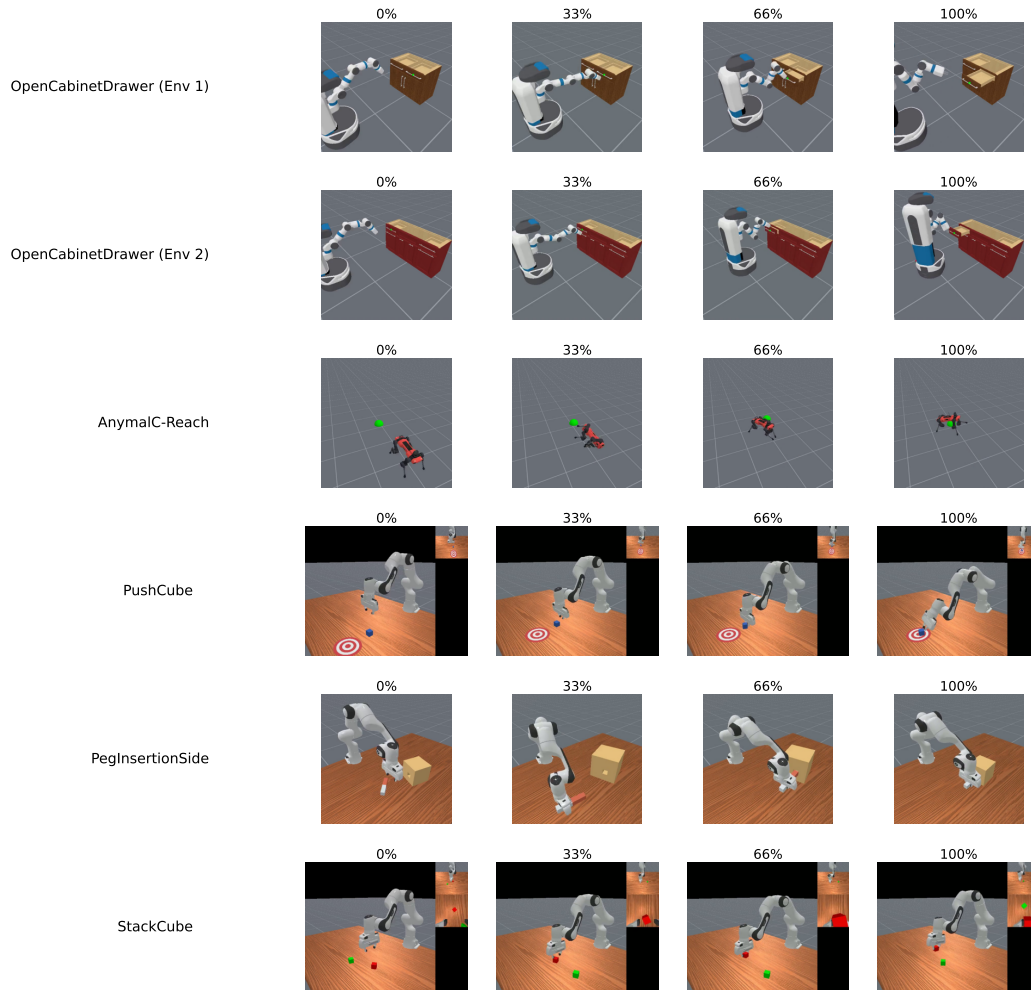 0% 33% 66% 100%
OpenCabinetDrawer (Env 1)
0% 33% 66% 100%
OpenCabinetDrawer (Env 2)
0% 33% 66% 100%
AnymalC-Reach
0% 33% 66% 100%
PushCube
0% 33% 66% 100%
PegInsertionSide
0% 33% 66% 100%
StackCube